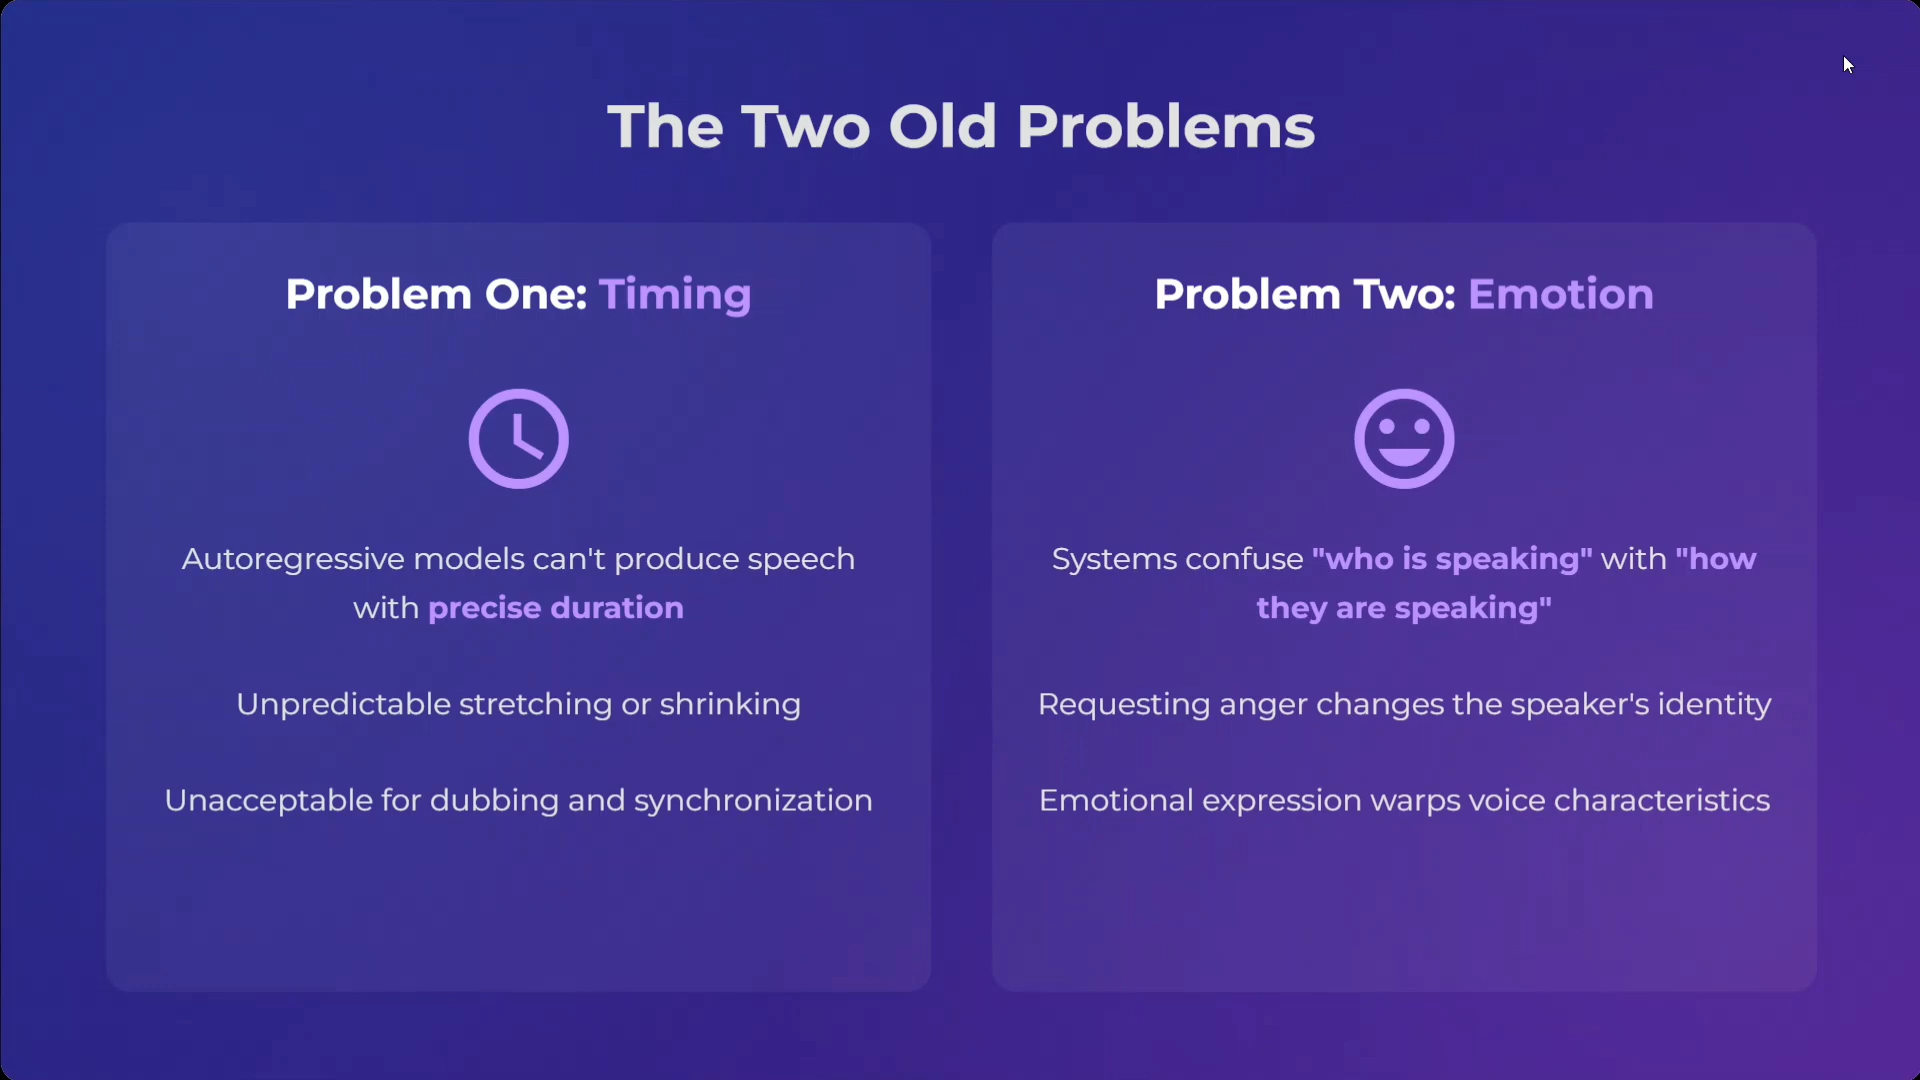 The Two Old Problems
Problem One: Timing
Autoregressive models can't produce speech
with precise duration
Unpredictable stretching or shrinking
Unacceptable for dubbing and synchronization
Problem Two: Emotion
Systems confuse "who is speaking" with "how
they are speaking"
Requesting anger changes the speaker's identity
Emotional expression warps voice characteristics